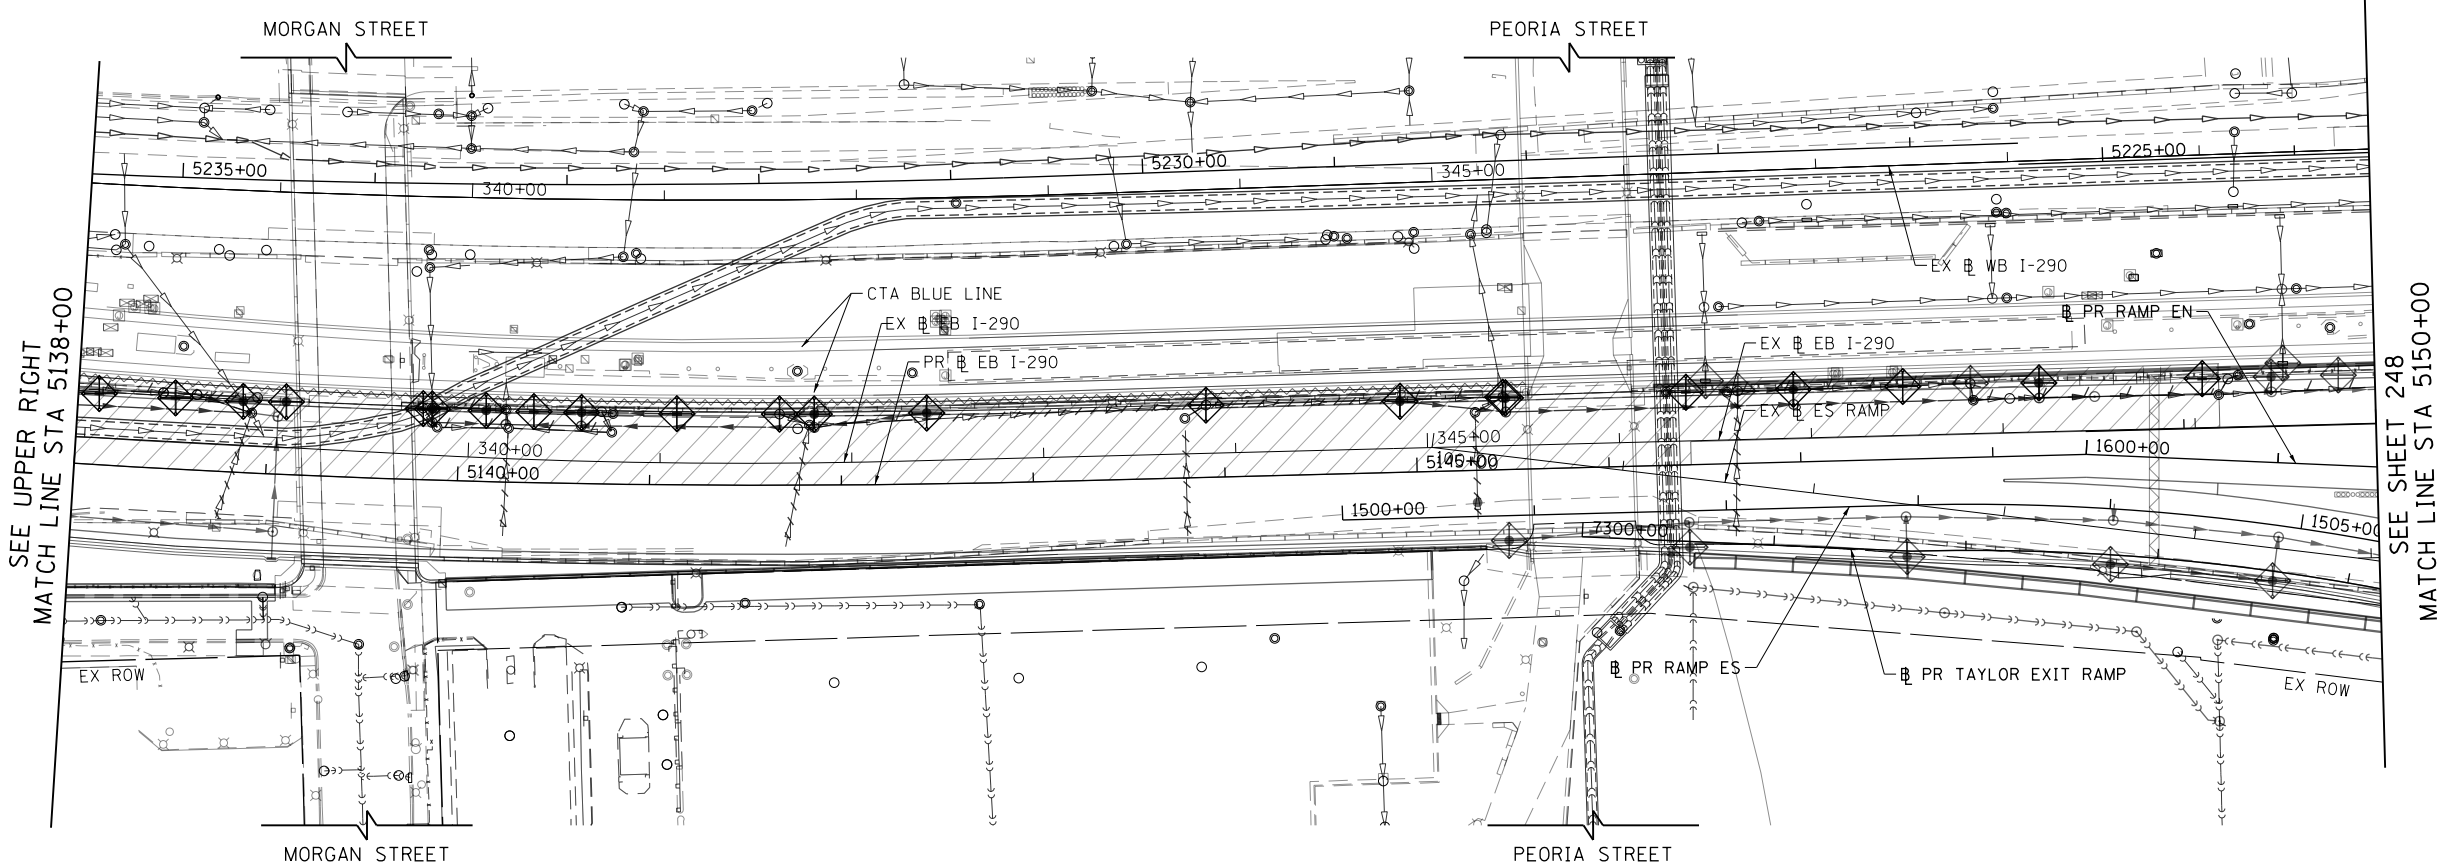 MORGAN STREET
PEORIA STREET
5235+00
340+00
5230+00
345+00
5225+00
EX ℄ WB I-290
CTA BLUE LINE
EX ℄ EB I-290
PR ℄ EB I-290
℄ PR RAMP EN
EX ℄ EB I-290
EX ℄ ES RAMP
SEE UPPER RIGHT
MATCH LINE STA 5138+00
SEE SHEET 248
MATCH LINE STA 5150+00
340+00
5140+00
345+00
5145+00
1600+00
1500+00
7300+00
1505+00
℄ PR RAMP ES
℄ PR TAYLOR EXIT RAMP
EX ROW
EX ROW
MORGAN STREET
PEORIA STREET